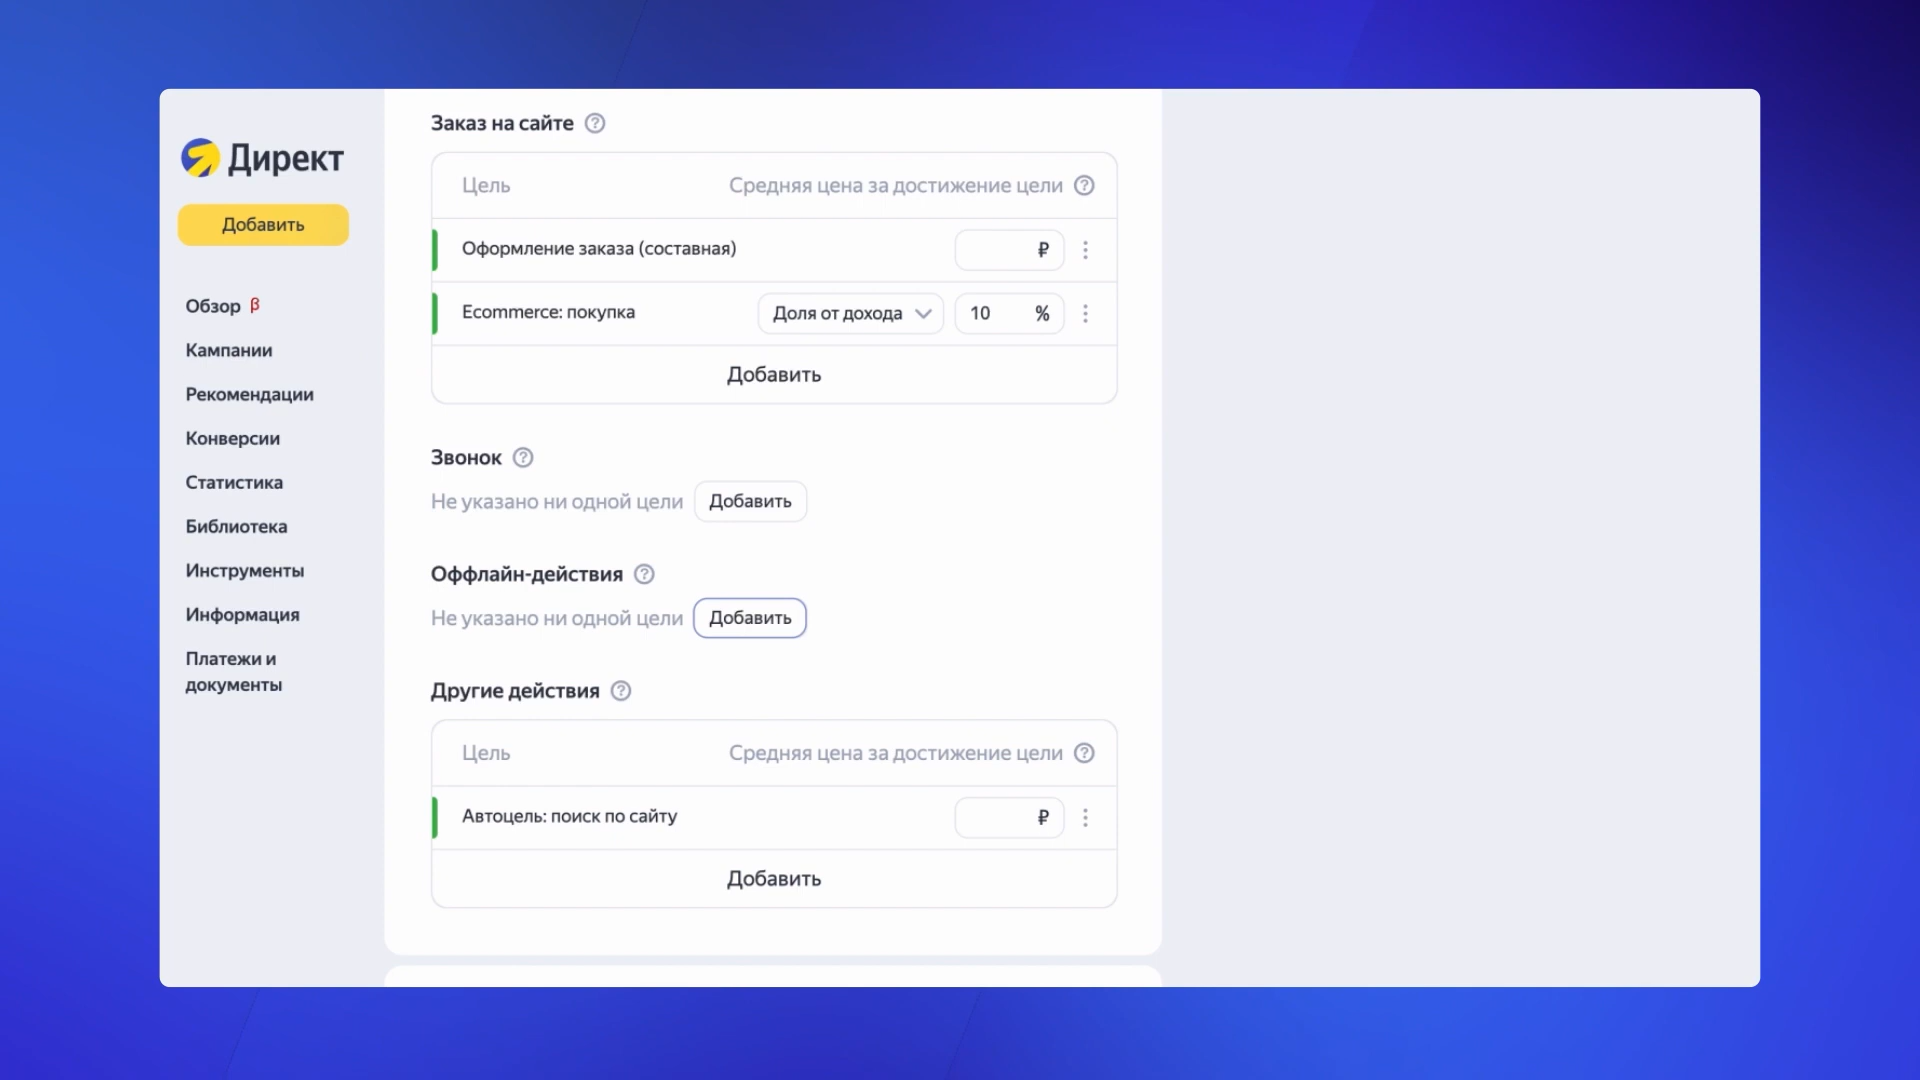 Директ
Добавить
Обзор β
Кампании
Рекомендации
Конверсии
Статистика
Библиотека
Инструменты
Информация
Платежи и
документы
Заказ на сайте ?
Цель Средняя цена за достижение цели ?
Оформление заказа (составная) ₽
Ecommerce: покупка Доля от дохода 10 %
Добавить
Звонок ?
Не указано ни одной цели Добавить
Оффлайн-действия ?
Не указано ни одной цели Добавить
Другие действия ?
Цель Средняя цена за достижение цели ?
Автоцель: поиск по сайту ₽
Добавить